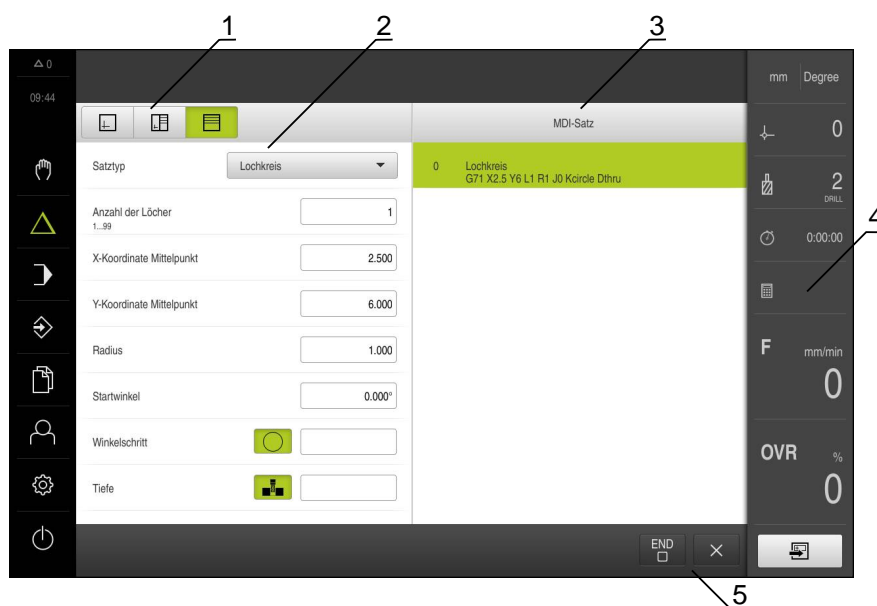 1
2
3
0
09:44
mm Degree
MDI-Satz
0
Satztyp
Lochkreis
0
Lochkreis
G71 X2.5 Y6 L1 R1 J0 Kcircle Dthru
2
DRILL
Anzahl der Löcher
1...99
1
4
0:00:00
X-Koordinate Mittelpunkt
2.500
Y-Koordinate Mittelpunkt
6.000
F mm/min
0
Radius
1.000
Startwinkel
0.000°
Winkelschritt
OVR %
0
Tiefe
END
5